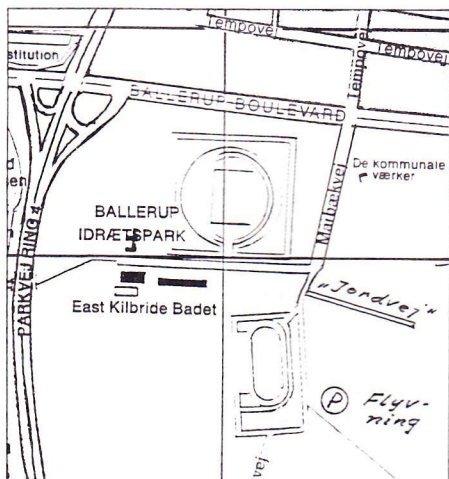 Tempovej
Tempovej
Tempovej
stitution
BALLERUP BOULEVARD
De kommunale
værker
Malbækvej
BALLERUP
IDRÆTSPARK
PARKVEJ RING 4
East Kilbride Badet
"Jordvej"
P Flyv-
ning